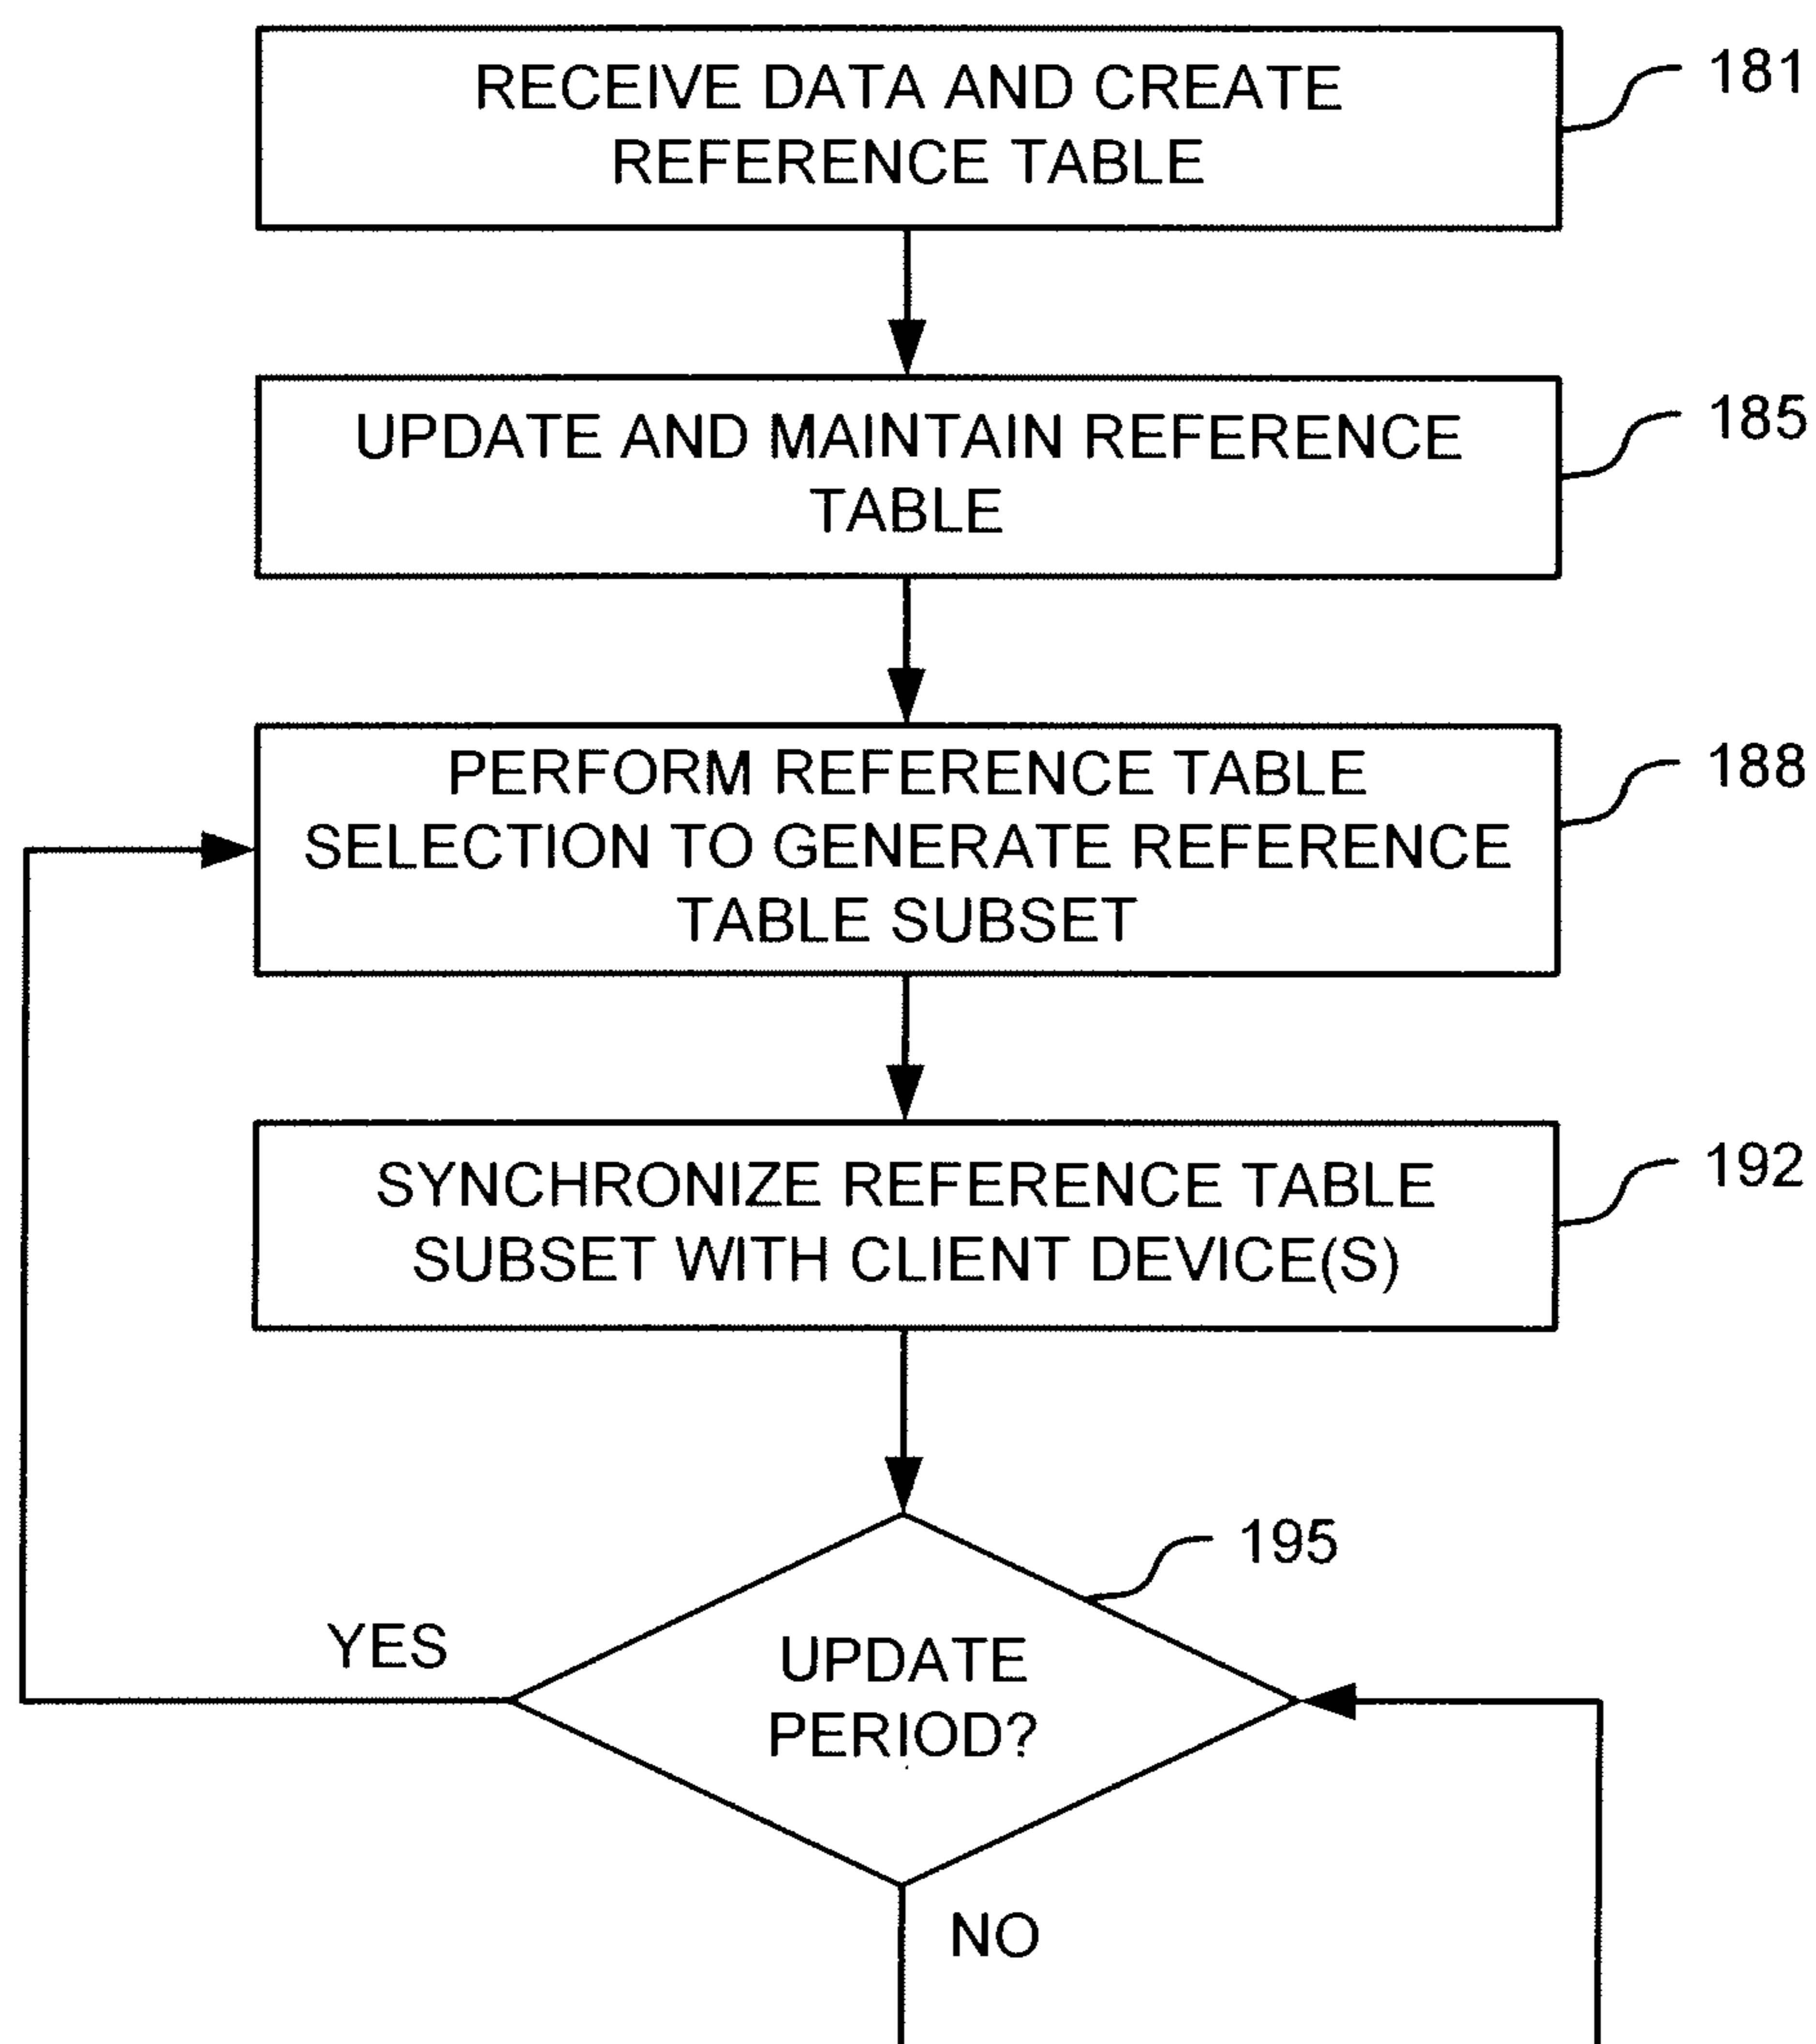 RECEIVE DATA AND CREATE
REFERENCE TABLE
181
UPDATE AND MAINTAIN REFERENCE
TABLE
185
PERFORM REFERENCE TABLE
SELECTION TO GENERATE REFERENCE
TABLE SUBSET
188
SYNCHRONIZE REFERENCE TABLE
SUBSET WITH CLIENT DEVICE(S)
192
195
YES
UPDATE
PERIOD?
NO